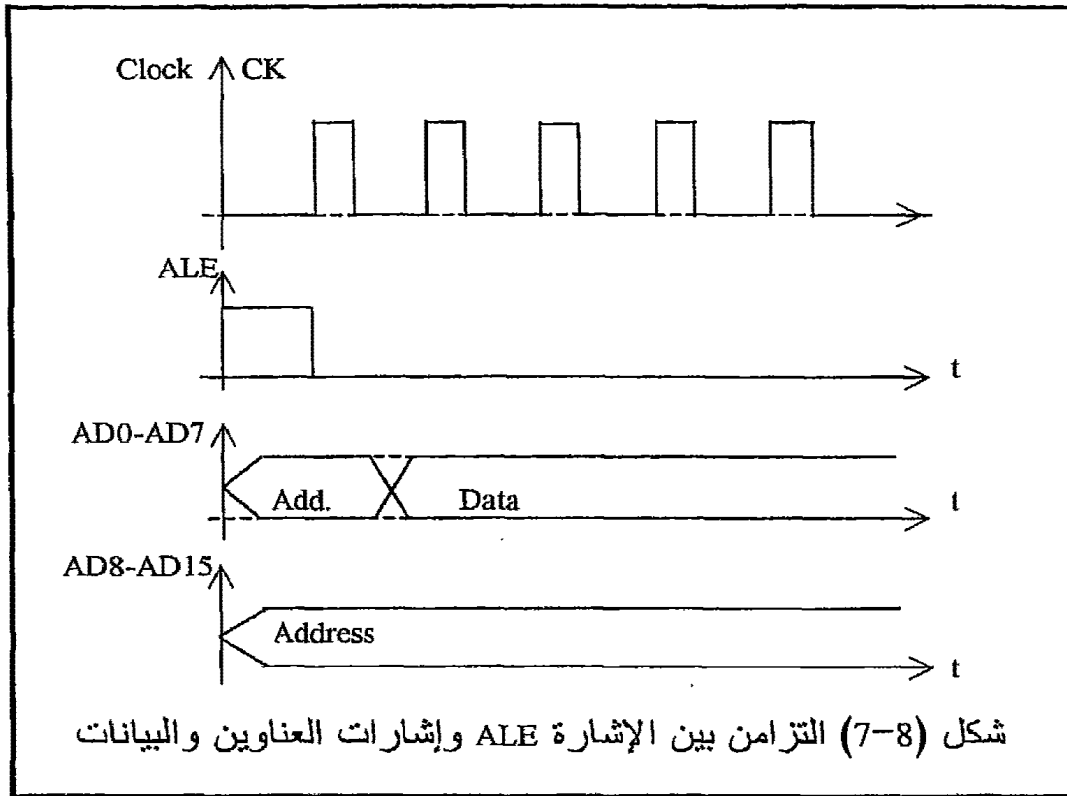 Clock CK
ALE
t
AD0-AD7
Add. Data
t
AD8-AD15
Address
t
شكل (8-7) التزامن بين الإشارة ALE وإشارات العناوين والبيانات